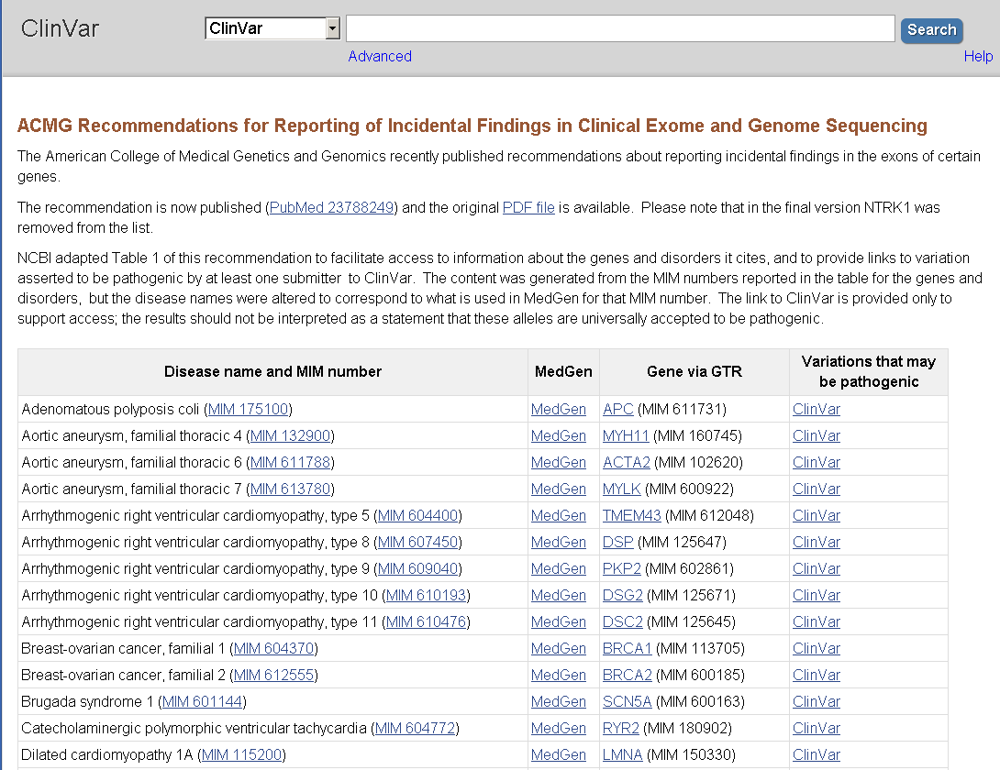 ClinVar
ClinVar
Search
Advanced
Help
ACMG Recommendations for Reporting of Incidental Findings in Clinical Exome and Genome Sequencing
The American College of Medical Genetics and Genomics recently published recommendations about reporting incidental findings in the exons of certain
genes.
The recommendation is now published (PubMed 23788249) and the original PDF file is available.  Please note that in the final version NTRK1 was
removed from the list.
NCBI adapted Table 1 of this recommendation to facilitate access to information about the genes and disorders it cites, and to provide links to variation
asserted to be pathogenic by at least one submitter  to ClinVar.  The content was generated from the MIM numbers reported in the table for the genes and
disorders,  but the disease names were altered to correspond to what is used in MedGen for that MIM number.  The link to ClinVar is provided only to
support access; the results should not be interpreted as a statement that these alleles are universally accepted to be pathogenic.
Disease name and MIM number MedGen Gene via GTR Variations that may
be pathogenic
Adenomatous polyposis coli (MIM 175100) MedGen APC (MIM 611731) ClinVar
Aortic aneurysm, familial thoracic 4 (MIM 132900) MedGen MYH11 (MIM 160745) ClinVar
Aortic aneurysm, familial thoracic 6 (MIM 611788) MedGen ACTA2 (MIM 102620) ClinVar
Aortic aneurysm, familial thoracic 7 (MIM 613780) MedGen MYLK (MIM 600922) ClinVar
Arrhythmogenic right ventricular cardiomyopathy, type 5 (MIM 604400) MedGen TMEM43 (MIM 612048) ClinVar
Arrhythmogenic right ventricular cardiomyopathy, type 8 (MIM 607450) MedGen DSP (MIM 125647) ClinVar
Arrhythmogenic right ventricular cardiomyopathy, type 9 (MIM 609040) MedGen PKP2 (MIM 602861) ClinVar
Arrhythmogenic right ventricular cardiomyopathy, type 10 (MIM 610193) MedGen DSG2 (MIM 125671) ClinVar
Arrhythmogenic right ventricular cardiomyopathy, type 11 (MIM 610476) MedGen DSC2 (MIM 125645) ClinVar
Breast-ovarian cancer, familial 1 (MIM 604370) MedGen BRCA1 (MIM 113705) ClinVar
Breast-ovarian cancer, familial 2 (MIM 612555) MedGen BRCA2 (MIM 600185) ClinVar
Brugada syndrome 1 (MIM 601144) MedGen SCN5A (MIM 600163) ClinVar
Catecholaminergic polymorphic ventricular tachycardia (MIM 604772) MedGen RYR2 (MIM 180902) ClinVar
Dilated cardiomyopathy 1A (MIM 115200) MedGen LMNA (MIM 150330) ClinVar